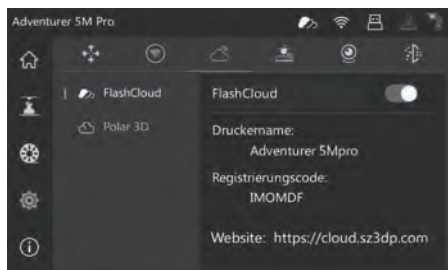 Adventurer 5M Pro
FlashCloud
Polar 3D
FlashCloud
Druckername:
Adventurer 5Mpro
Registrierungscode:
IMOMDF
Website: https://cloud.sz3dp.com